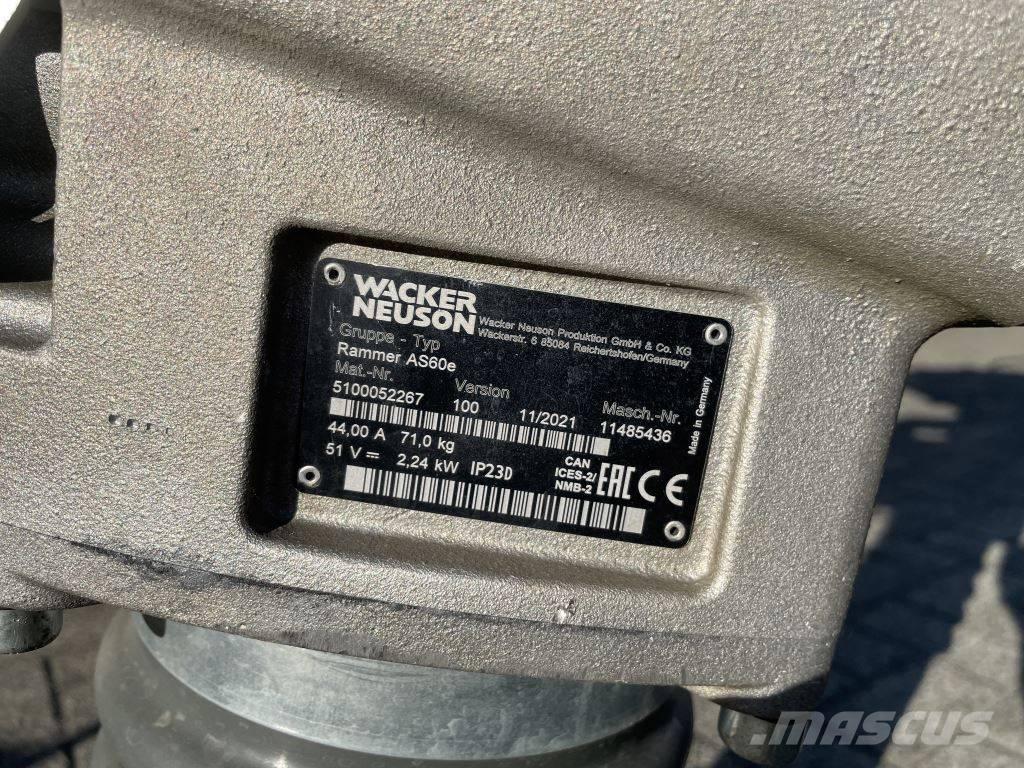 WACKER
NEUSON
Wacker Neuson Produktion GmbH & Co. KG
Wackerstr. 6 85084 Reichertshofen/Germany
Gruppe - Typ
Rammer AS60e
Mat.-Nr. Version Masch.-Nr.
5100052267 100 11/2021 11485436
44.00 A 71,0 kg
51 V⎓ 2,24 kW IP23D
CAN
ICES-2/
NMB-2
EAC CE
Made in Germany
MASCUS